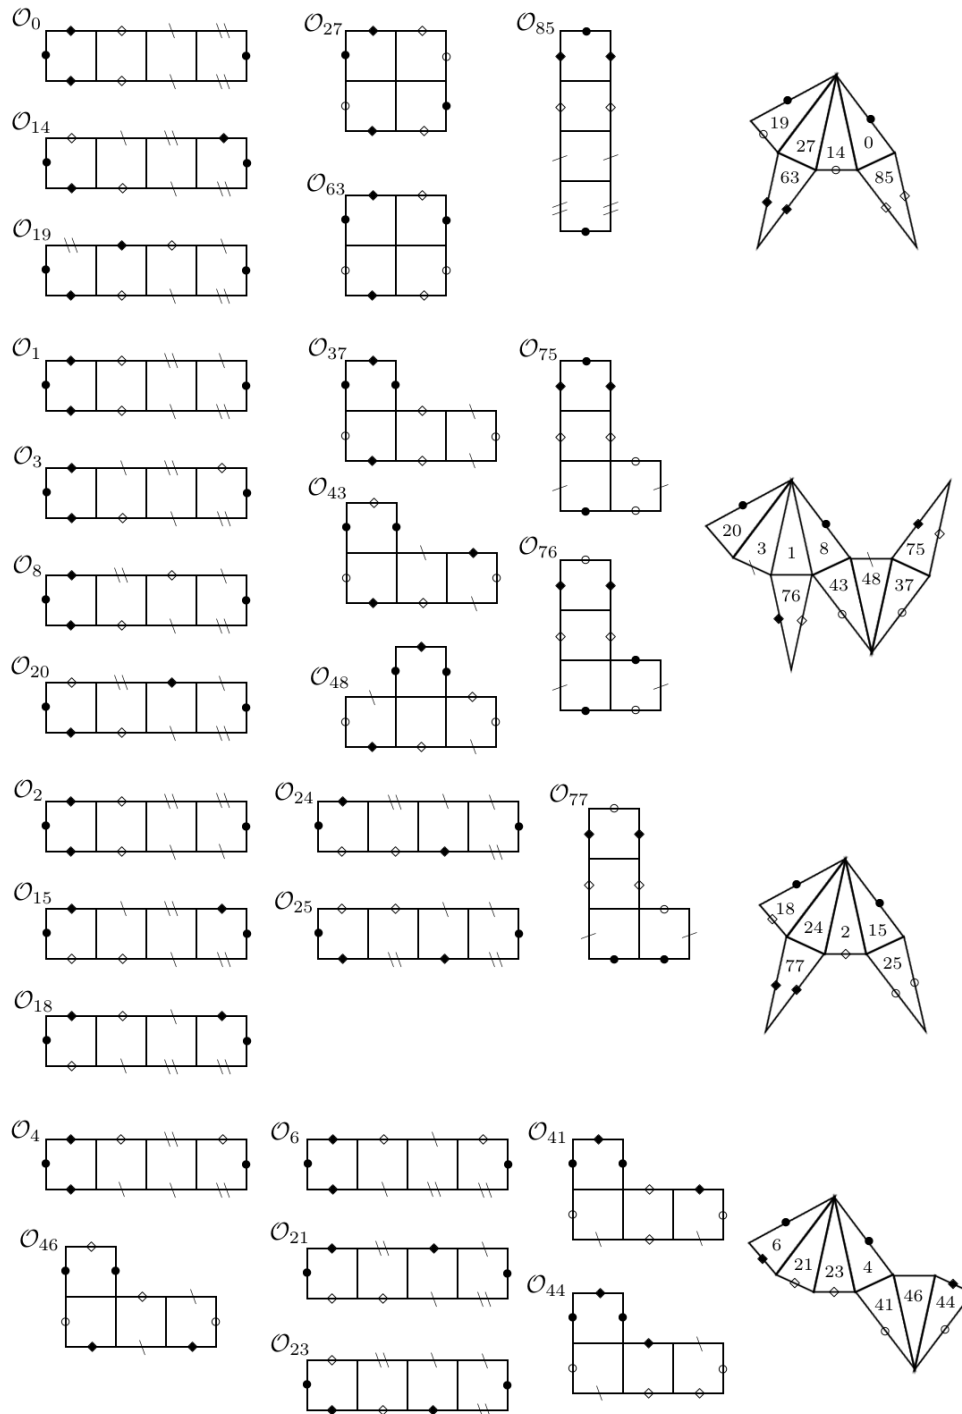 𝒪₀ 𝒪₂₇ 𝒪₈₅
𝒪₁₄
19 27 14 0
63 85
𝒪₆₃
𝒪₁₉
𝒪₁ 𝒪₃₇ 𝒪₇₅
𝒪₃
𝒪₄₃
20 3 1 8 48 75
76 43 37
𝒪₈ 𝒪₇₆
𝒪₂₀ 𝒪₄₈
𝒪₂ 𝒪₂₄ 𝒪₇₇
𝒪₁₅ 𝒪₂₅
18 24 2 15
77 25
𝒪₁₈
𝒪₄ 𝒪₆ 𝒪₄₁
𝒪₄₆ 𝒪₂₁
6 21 23 4
41 46 44
𝒪₄₄
𝒪₂₃